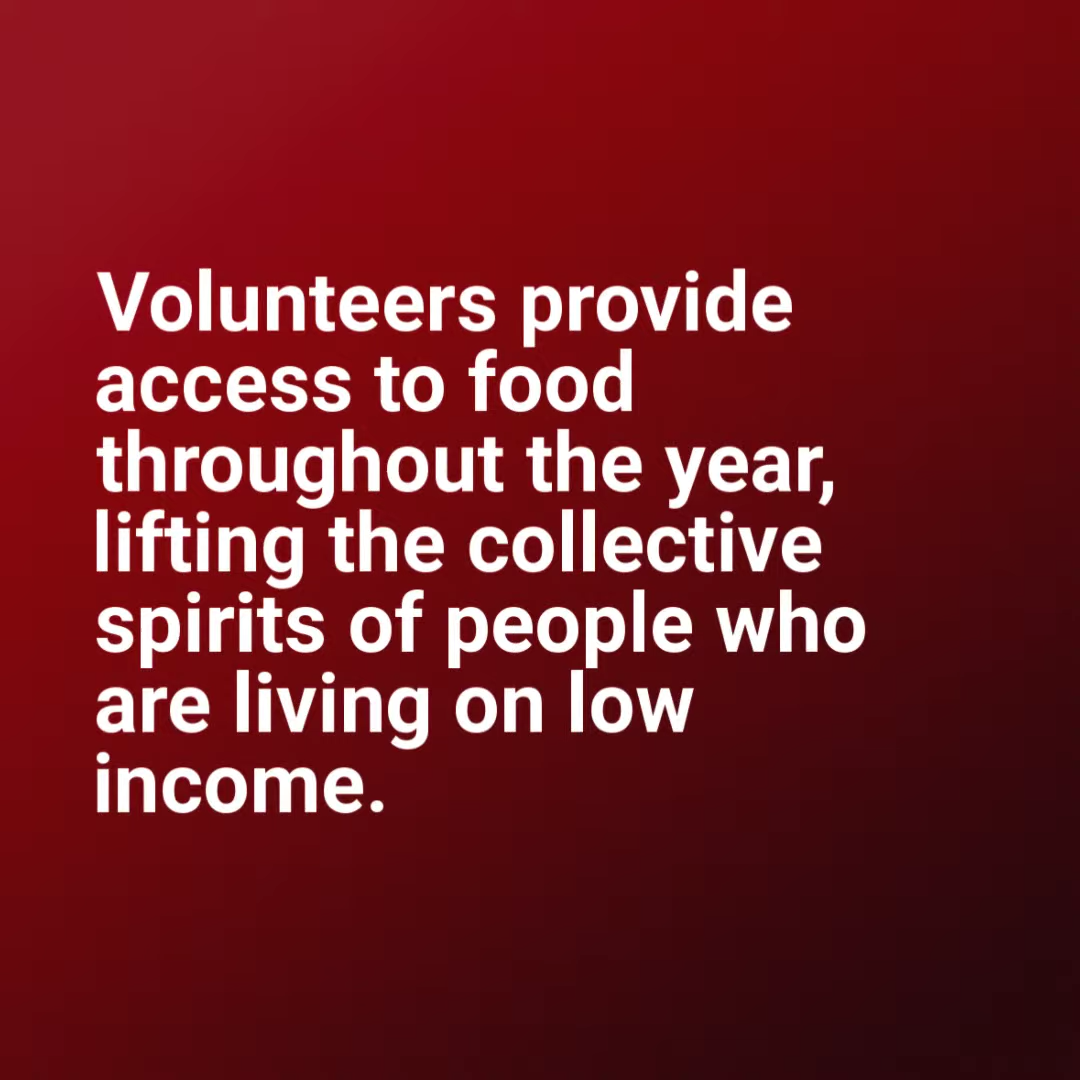 Volunteers provide
access to food
throughout the year,
lifting the collective
spirits of people who
are living on low
income.